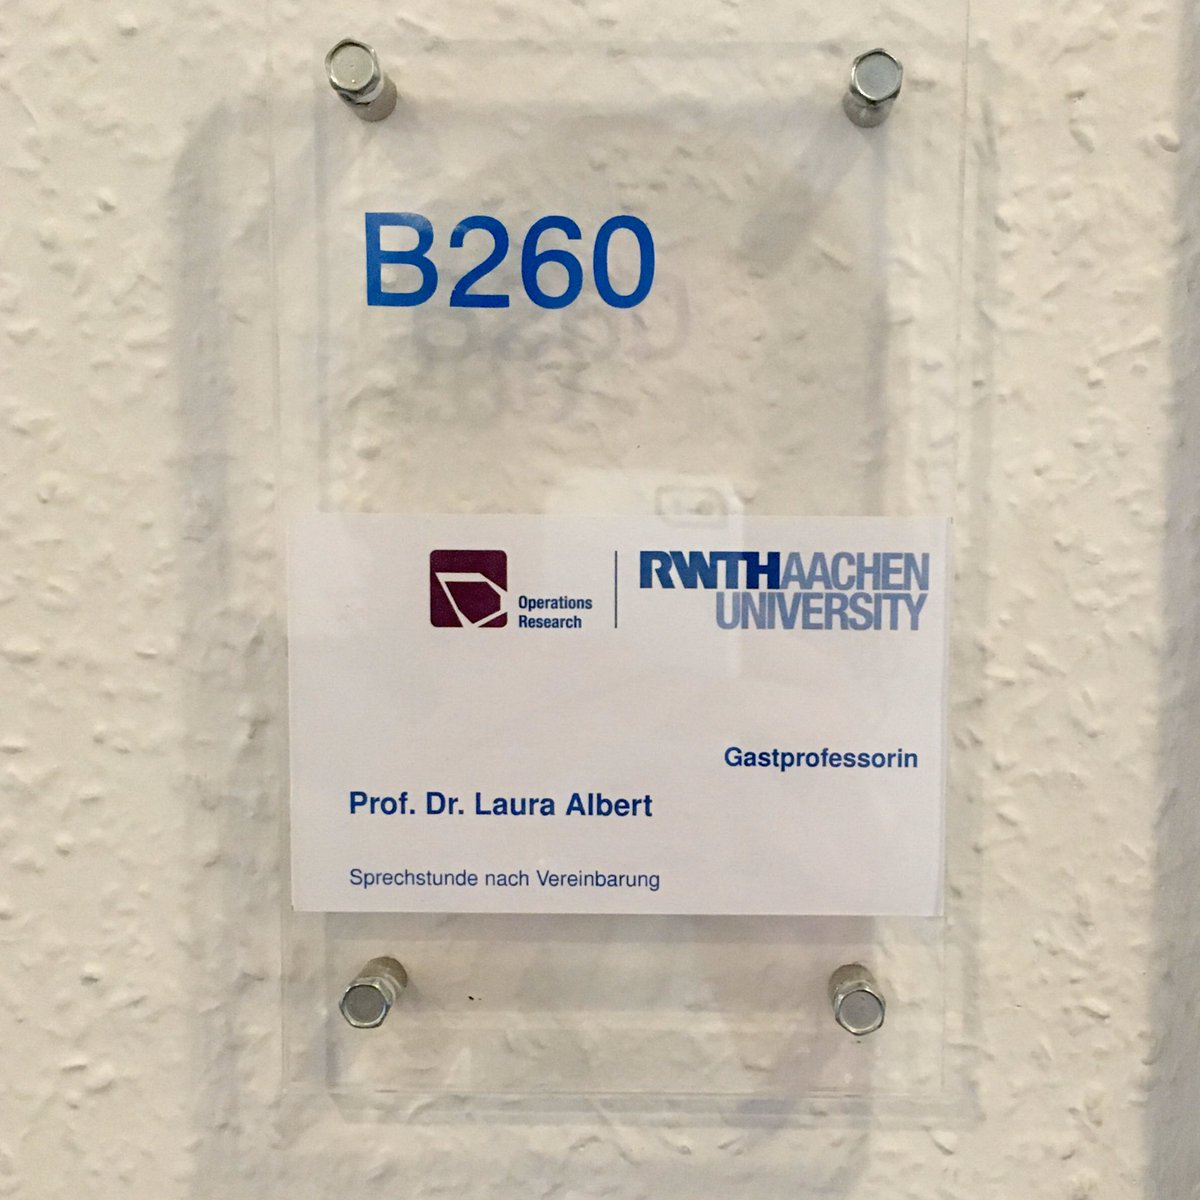 B260
Operations
Research
RWTHAACHEN
UNIVERSITY
Gastprofessorin
Prof. Dr. Laura Albert
Sprechstunde nach Vereinbarung